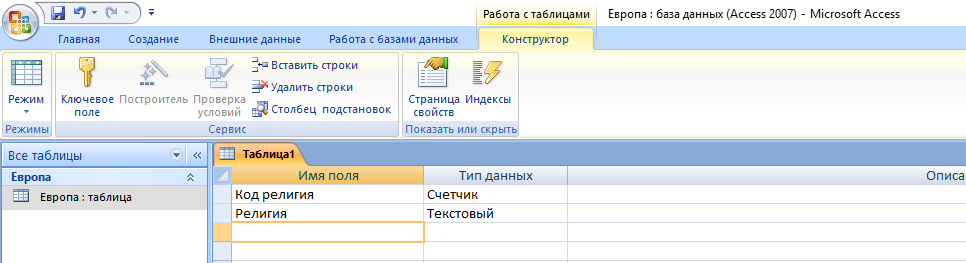 Работа с таблицами Европа : база данных (Access 2007) - Microsoft Access
Главная Создание Внешние данные Работа с базами данных Конструктор
Режим
Ключевое поле
Построитель
Проверка условий
Вставить строки
Удалить строки
Столбец подстановок
Страница свойств
Индексы
Режимы Сервис Показать или скрыть
Все таблицы
Таблица1
Европа
Европа : таблица
Имя поля Тип данных Описа
Код религия Счетчик
Религия Текстовый